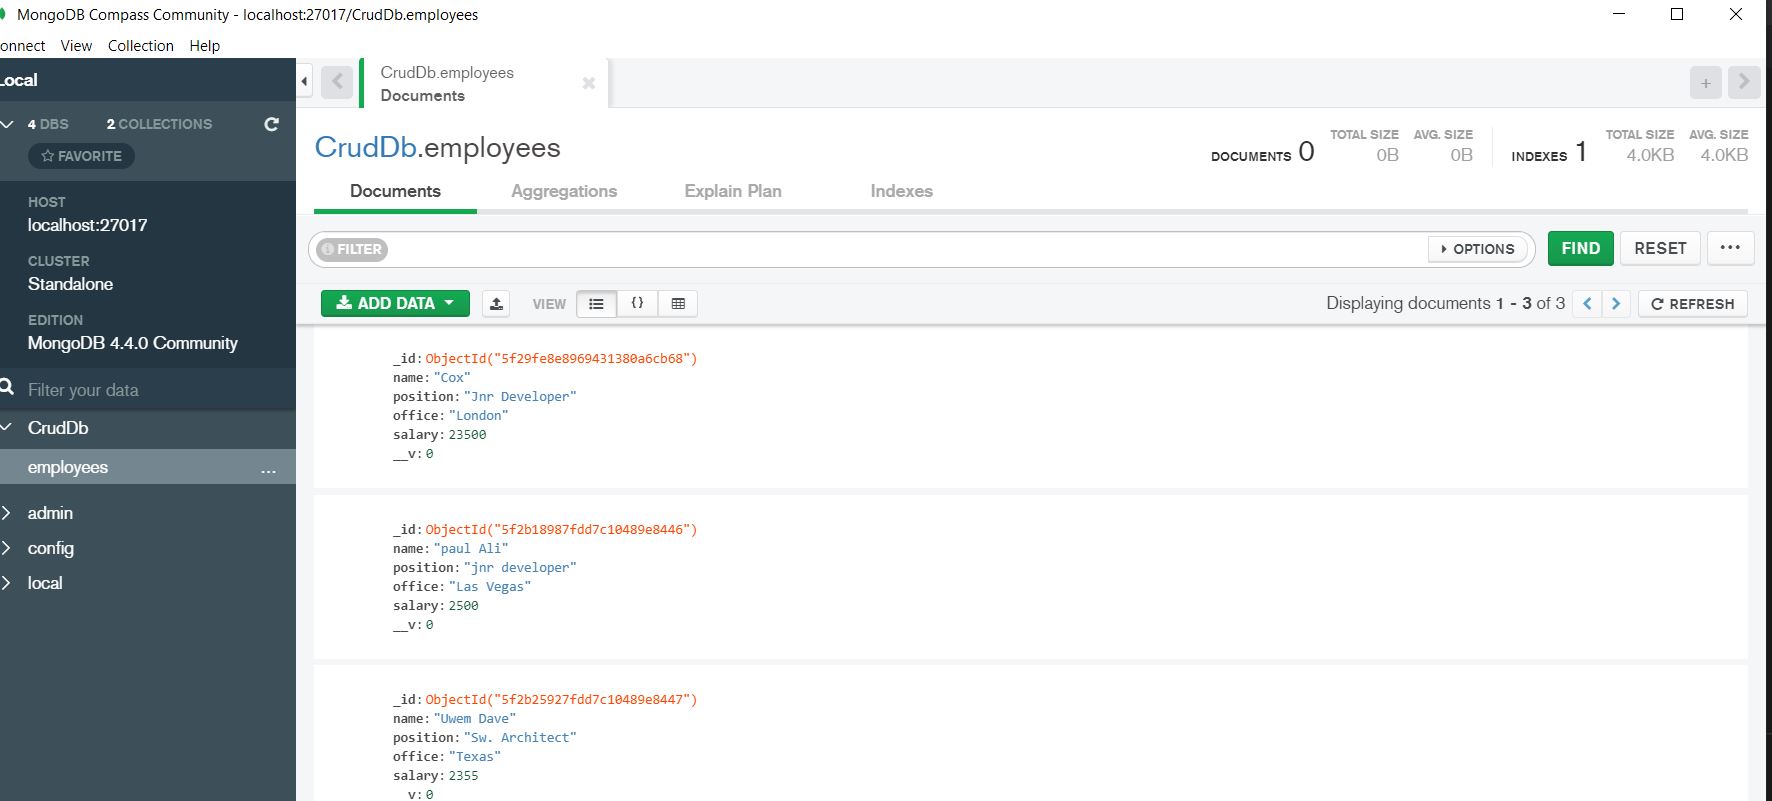 MongoDB Compass Community - localhost:27017/CrudDb.employees
onnect View Collection Help
Local
4 DBS 2 COLLECTIONS
FAVORITE
HOST
localhost:27017
CLUSTER
Standalone
EDITION
MongoDB 4.4.0 Community
Filter your data
CrudDb
employees ...
admin
config
local
CrudDb.employees
Documents
CrudDb.employees
DOCUMENTS 0 TOTAL SIZE 0B AVG. SIZE 0B INDEXES 1 TOTAL SIZE 4.0KB AVG. SIZE 4.0KB
Documents Aggregations Explain Plan Indexes
FILTER OPTIONS FIND RESET ...
ADD DATA VIEW {} Displaying documents 1 - 3 of 3 REFRESH
_id: ObjectId("5f29fe8e8969431380a6cb68")
name: "Cox"
position: "Jnr Developer"
office: "London"
salary: 23500
__v: 0
_id: ObjectId("5f2b18987fdd7c10489e8446")
name: "paul Ali"
position: "jnr developer"
office: "Las Vegas"
salary: 2500
__v: 0
_id: ObjectId("5f2b25927fdd7c10489e8447")
name: "Uwem Dave"
position: "Sw. Architect"
office: "Texas"
salary: 2355
v: 0